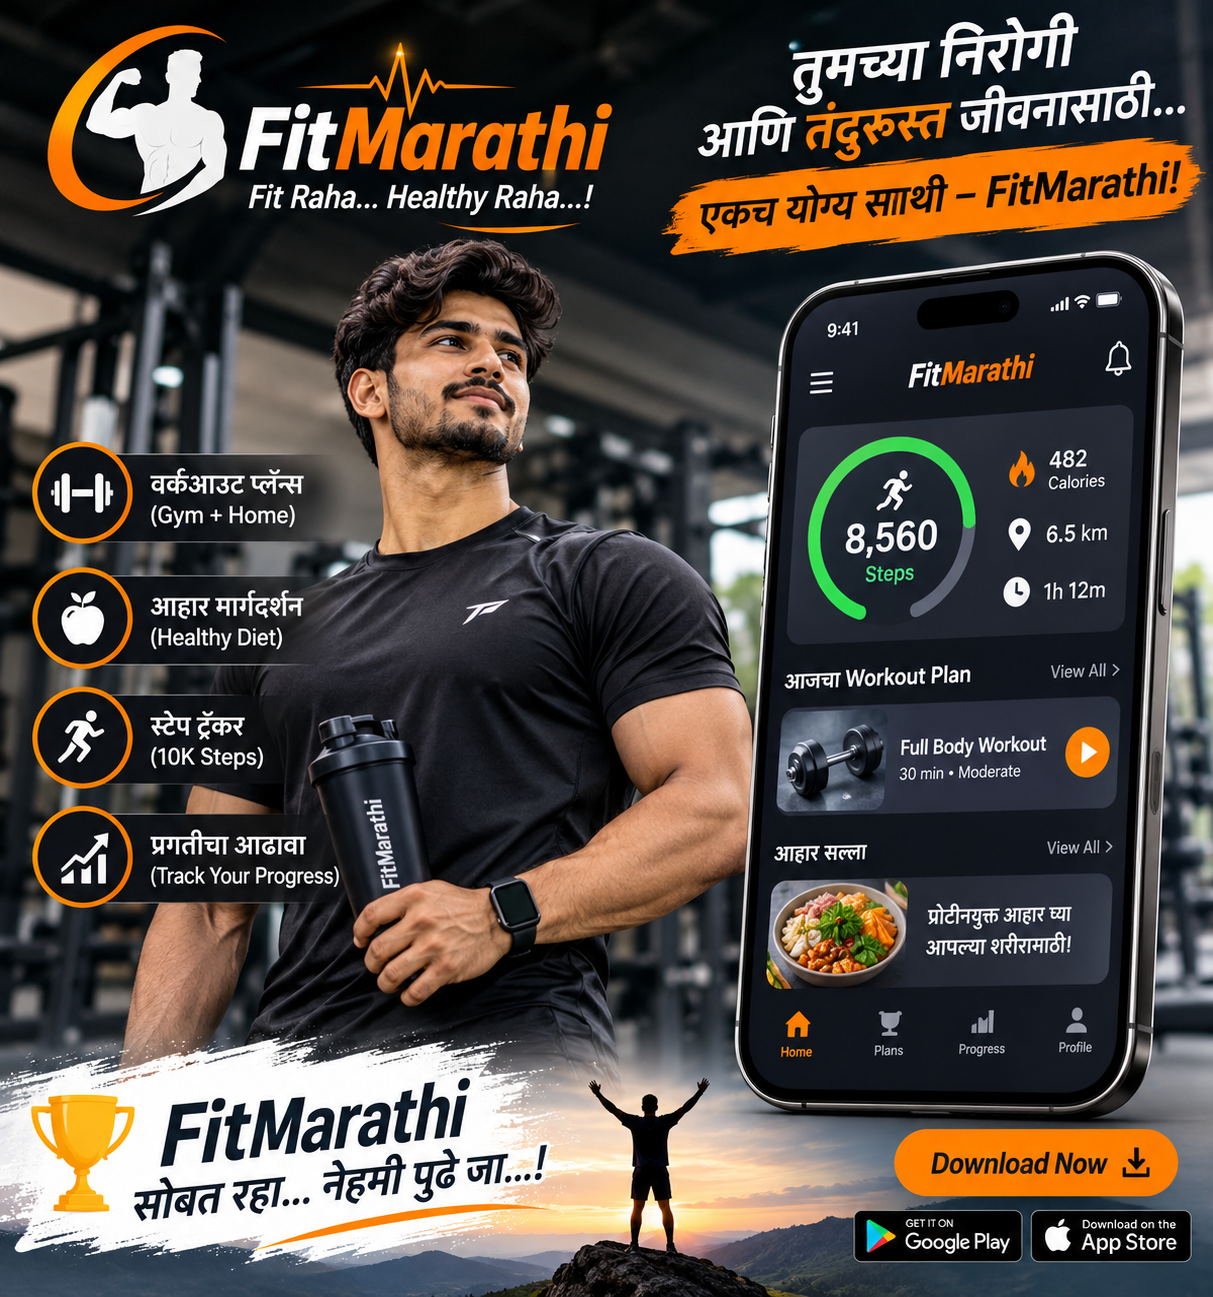 FitMarathi
Fit Raha... Healthy Raha...!
तुमच्या निरोगी
आणि तंदुरुस्त जीवनासाठी...
एकच योग्य साथी – FitMarathi!
वर्कआउट प्लॅन्स
(Gym + Home)
आहार मार्गदर्शन
(Healthy Diet)
स्टेप ट्रॅकर
(10K Steps)
प्रगतीचा आढावा
(Track Your Progress)
FitMarathi
9:41
FitMarathi
8,560
Steps
482
Calories
6.5 km
1h 12m
आजचा Workout Plan
View All >
Full Body Workout
30 min • Moderate
आहार सल्ला
View All >
प्रोटीनयुक्त आहार घ्या
आपल्या शरीरामाठी!
Home
Plans
Progress
Profile
FitMarathi
सोबत रहा... नेहमी पुढे जा...!
Download Now
GET IT ON
Google Play
Download on the
App Store